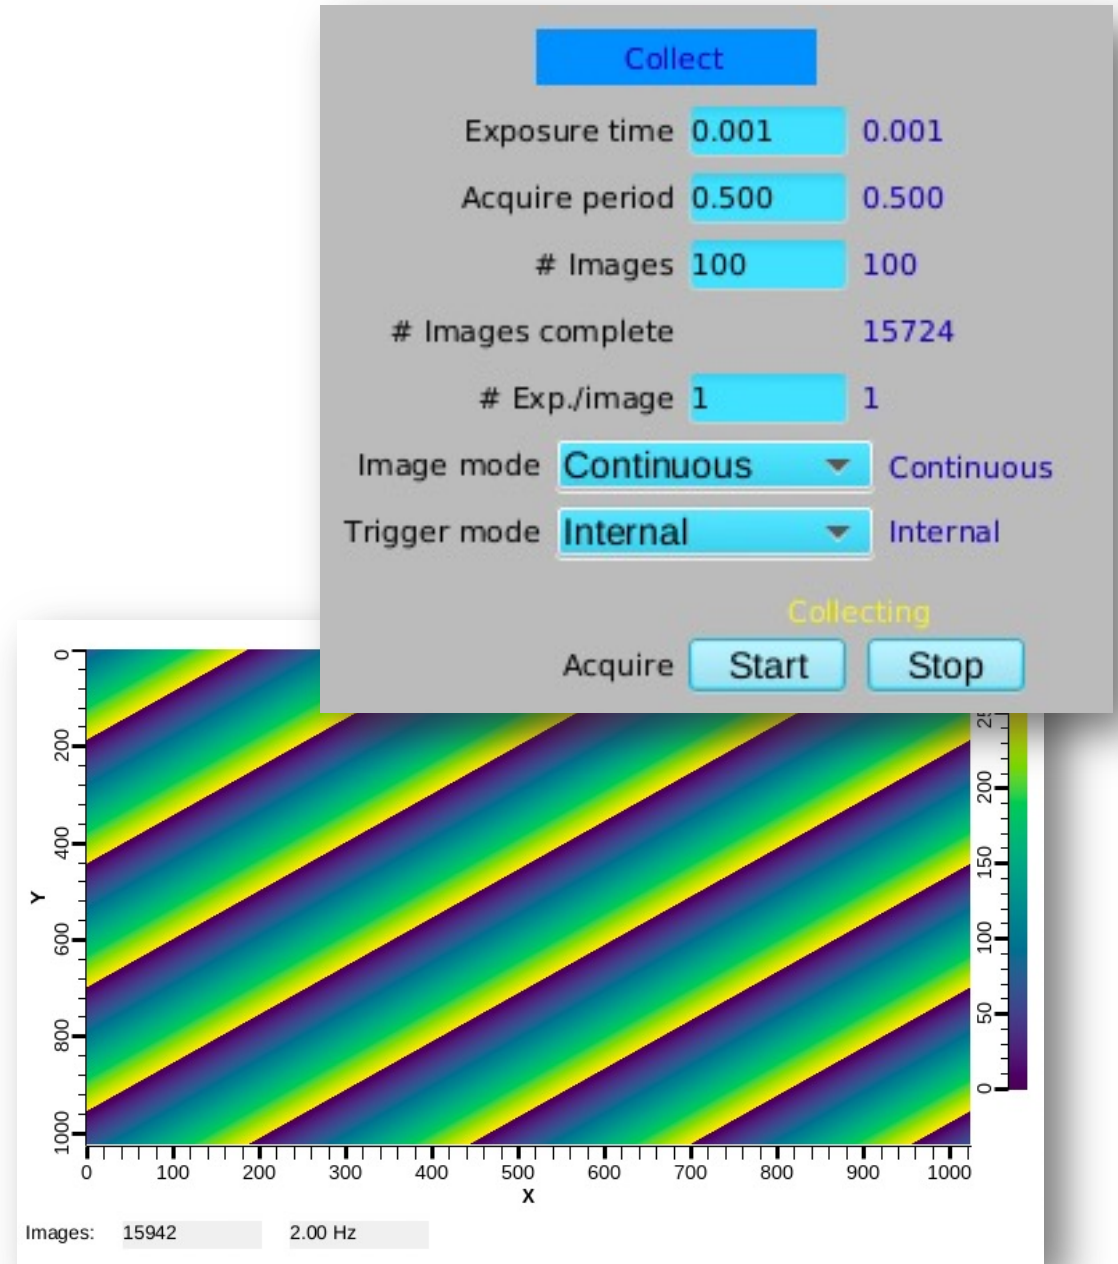 Collect
Exposure time 0.001 0.001
Acquire period 0.500 0.500
# Images 100 100
# Images complete 15724
# Exp./image 1 1
Image mode Continuous Continuous
Trigger mode Internal Internal
Collecting
Acquire Start Stop
0
200
400
600
800
1000
Y
0 100 200 300 400 500 600 700 800 900 1000
X
200
150
100
50
0
Images: 15942 2.00 Hz